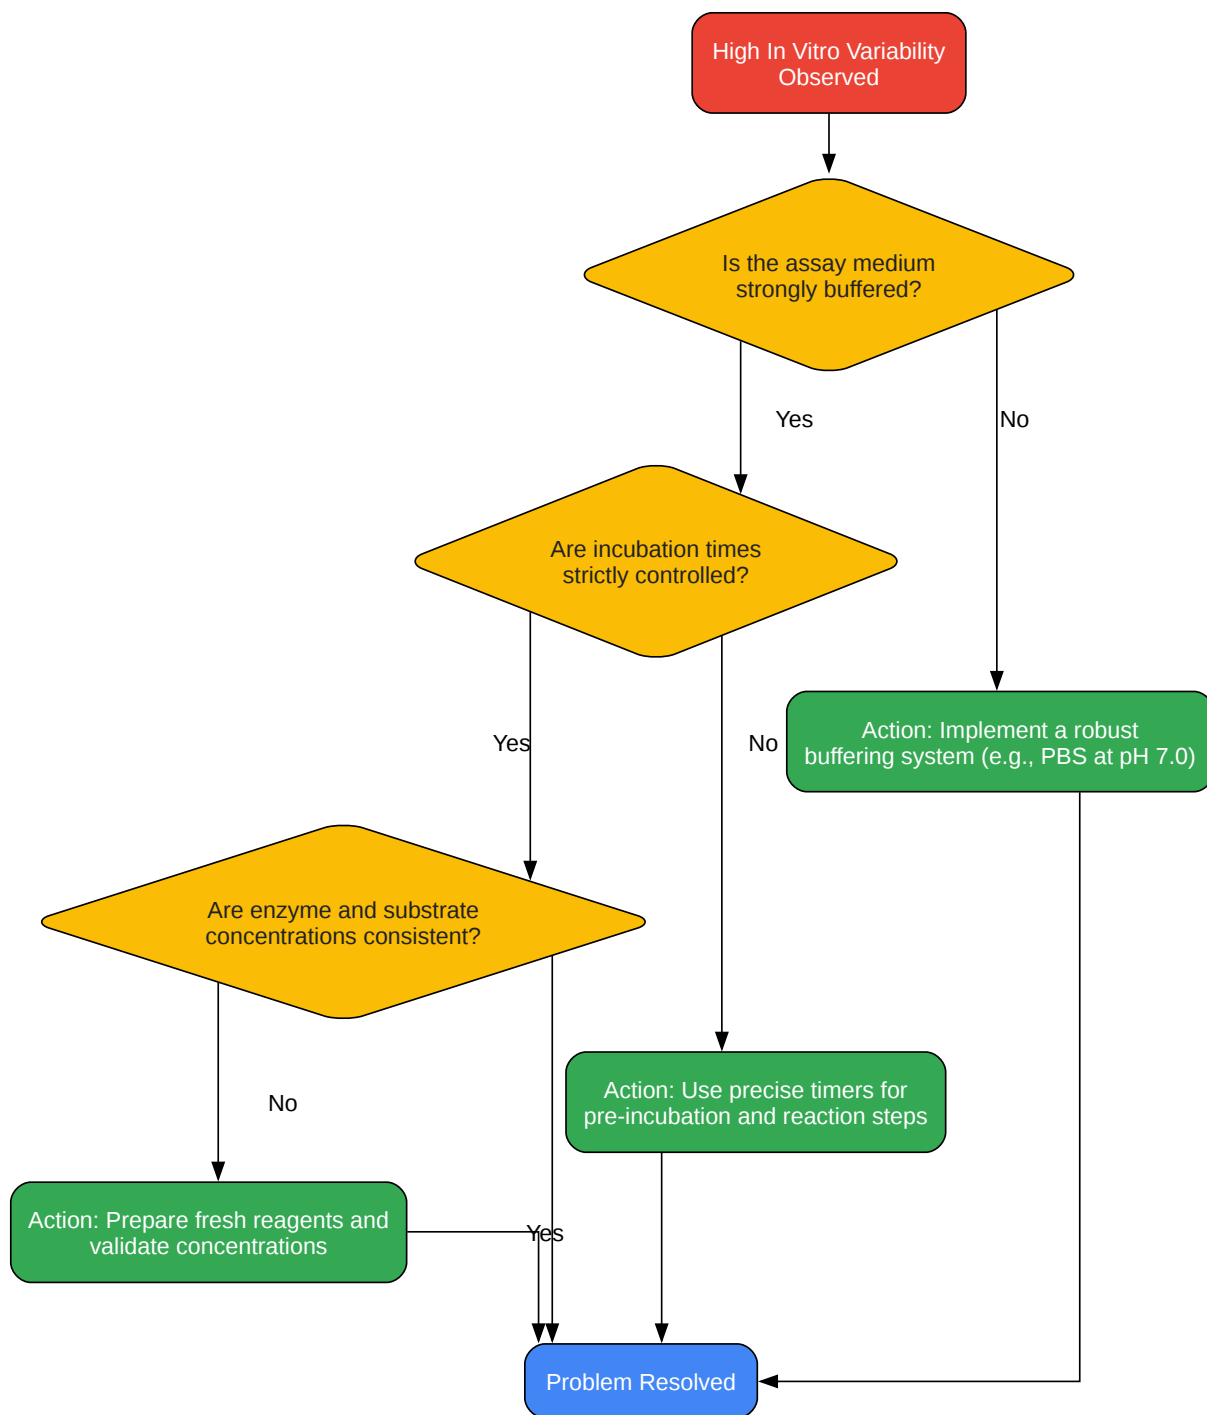 High In Vitro Variability
Observed
Is the assay medium
strongly buffered?
Yes
No
Are incubation times
strictly controlled?
Action: Implement a robust
buffering system (e.g., PBS at pH 7.0)
Yes
No
Are enzyme and substrate
concentrations consistent?
Action: Use precise timers for
pre-incubation and reaction steps
No
Action: Prepare fresh reagents and
validate concentrations
Yes
Problem Resolved